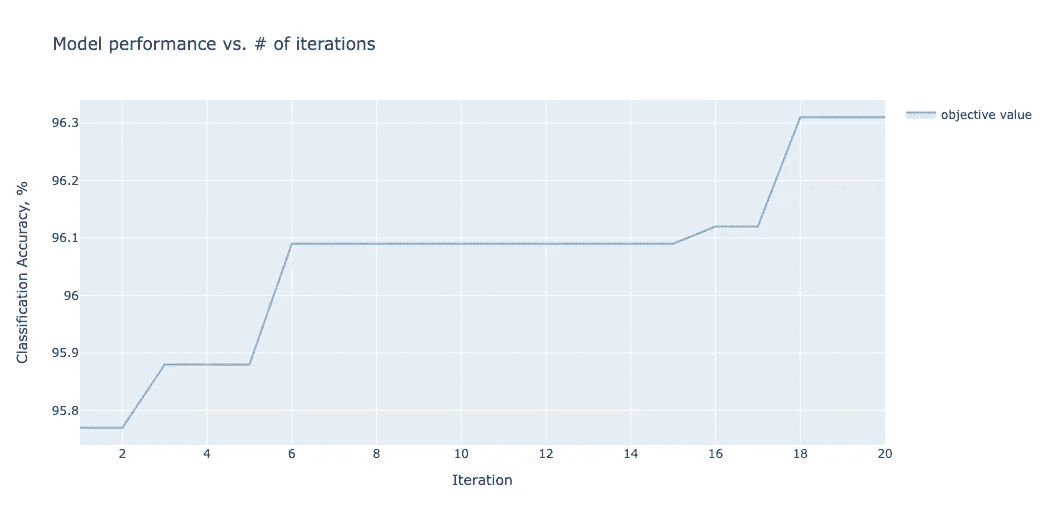 Model performance vs. # of iterations
objective value
Classification Accuracy, %
96.3
96.2
96.1
96
95.9
95.8
2 4 6 8 10 12 14 16 18 20
Iteration